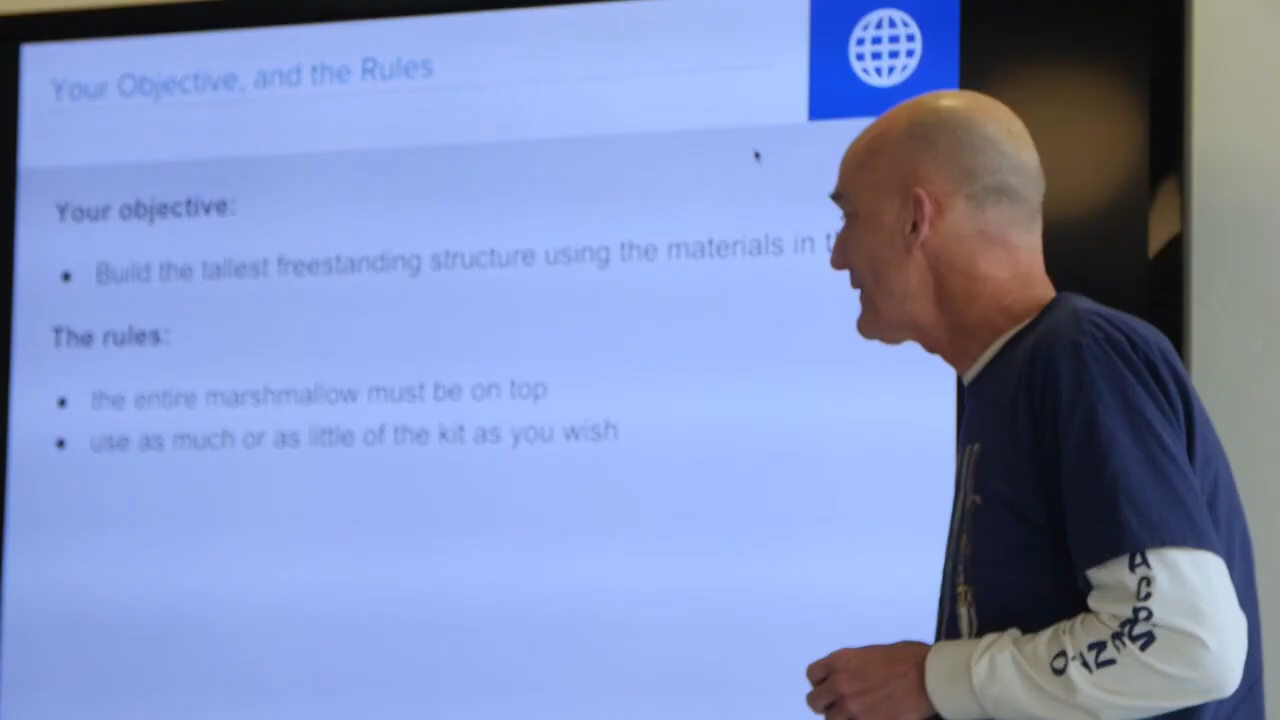 Your Objective, and the Rules
Your objective:
• Build the tallest freestanding structure using the materials in
The rules:
• the entire marshmallow must be on top
• use as much or as little of the kit as you wish